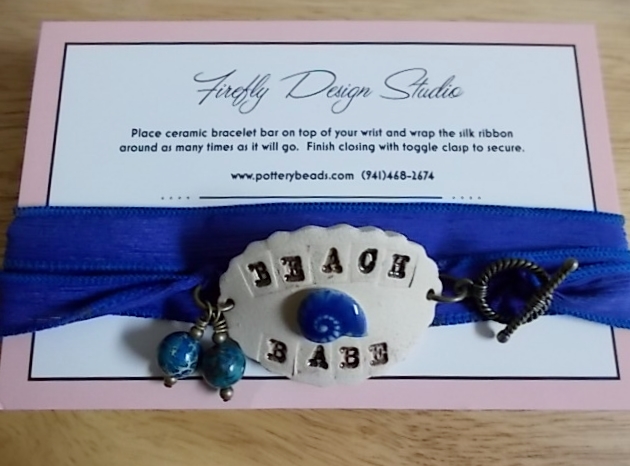 Firefly Design Studio
Place ceramic bracelet bar on top of your wrist and wrap the silk ribbon
around as many times as it will go. Finish closing with toggle clasp to secure.
www.potterybeads.com (941)468-2674
BEACH
BABE